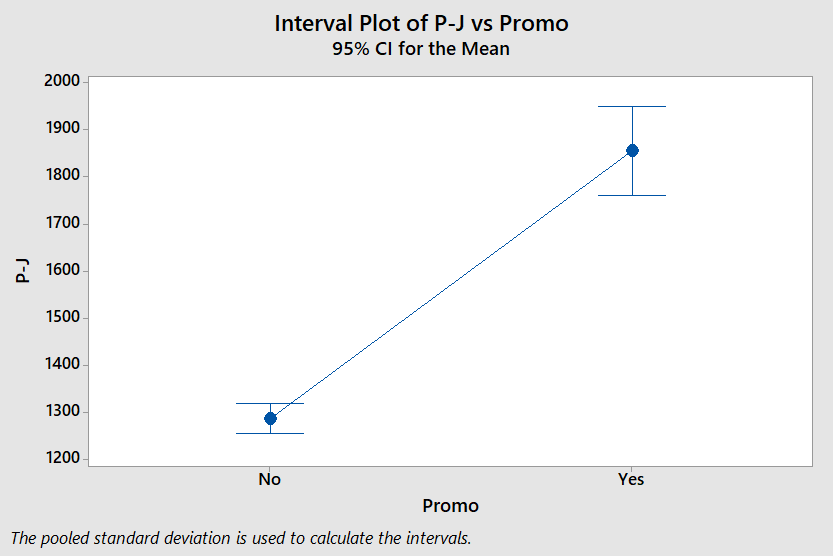 Interval Plot of P-J vs Promo
95% CI for the Mean
2000
1900
1800
1700
1600
1500
1400
1300
1200
P-J
No Yes
Promo
The pooled standard deviation is used to calculate the intervals.